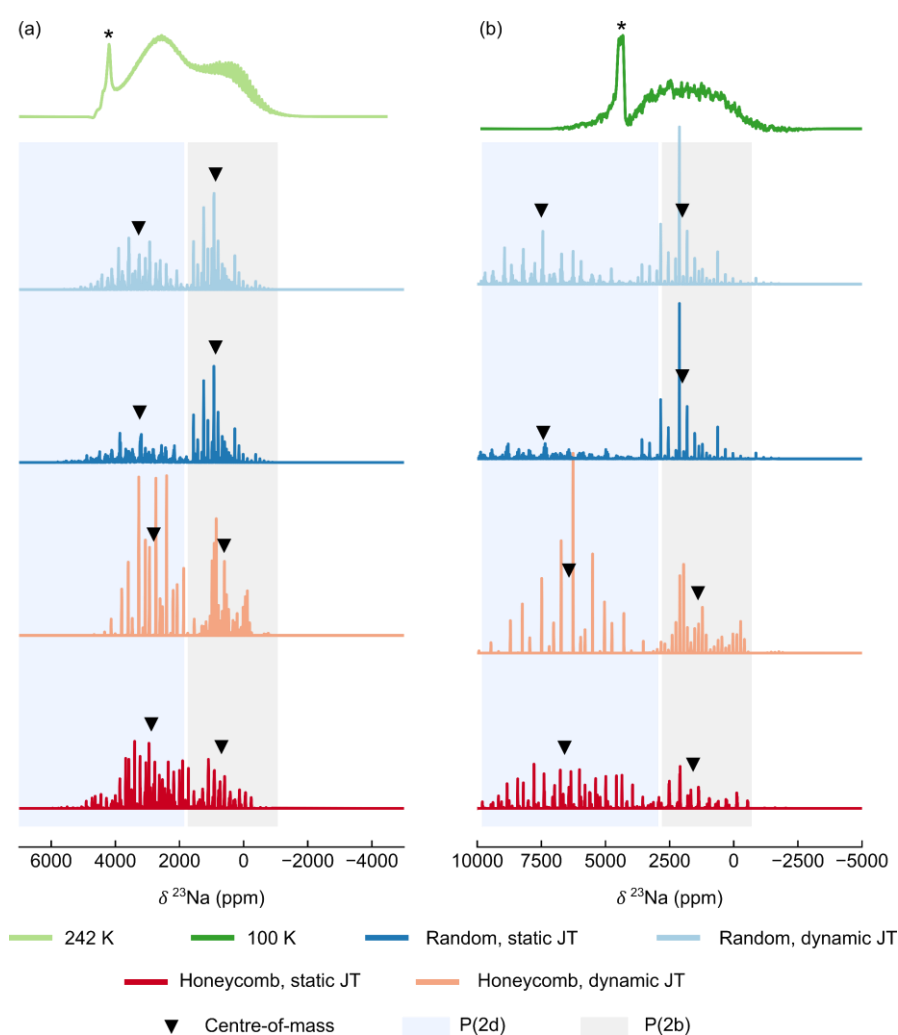 (a)
(b)
*
*
6000 4000 2000 0 −2000 −4000
10000 7500 5000 2500 0 −2500 −5000
δ ²³Na (ppm)
δ ²³Na (ppm)
242 K 100 K Random, static JT Random, dynamic JT
Honeycomb, static JT Honeycomb, dynamic JT
Centre-of-mass P(2d) P(2b)